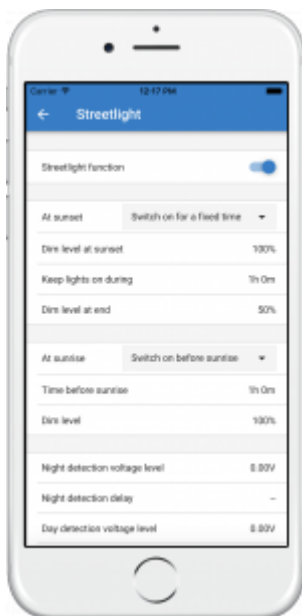 Carrier 12:17 PM
Streetlight
Streetlight function
At sunset Switch on for a fixed time
Dim level at sunset 100%
Keep lights on during 1h 0m
Dim level at end 50%
At sunrise Switch on before sunrise
Time before sunrise 1h 0m
Dim level 100%
Night detection voltage level 0.00V
Night detection delay –
Day detection voltage level 0.00V